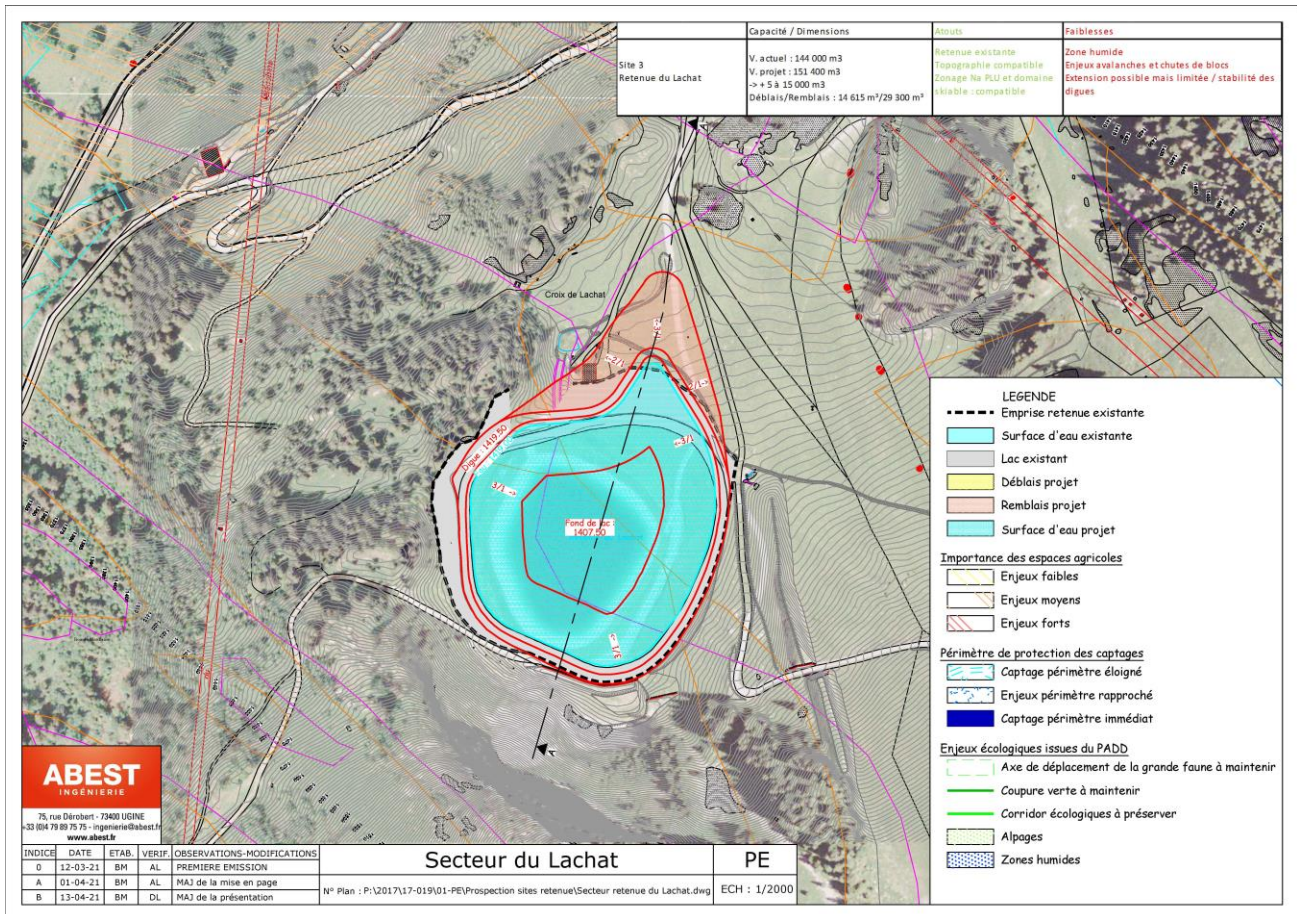 Capacité / Dimensions
Atouts
Faiblesses
Site 3
Retenue du Lachat
V. actuel : 144 000 m3
V. projet : 151 400 m3
-> + 5 à 15 000 m3
Déblais/Remblais : 14 615 m³/29 300 m³
Retenue existante
Topographie compatible
Zonage Na PLU et domaine
skiable : compatible
Zone humide
Enjeux avalanches et chutes de blocs
Extension possible mais limitée / stabilité des
digues
Croix de Lachat
Digue : 1419.50
3/1 ->
<-3/1
<-2/1
2/1->
Fond de lac :
1407.50
LEGENDE
Emprise retenue existante
Surface d'eau existante
Lac existant
Déblais projet
Remblais projet
Surface d'eau projet
Importance des espaces agricoles
Enjeux faibles
Enjeux moyens
Enjeux forts
Périmètre de protection des captages
Captage périmètre éloigné
Enjeux périmètre rapproché
Captage périmètre immédiat
Enjeux écologiques issues du PADD
Axe de déplacement de la grande faune à maintenir
Coupure verte à maintenir
Corridor écologiques à préserver
Alpages
Zones humides
ABEST
INGÉNIERIE
75, rue Dérobert - 73400 UGINE
+33 (0)4 79 89 75 75 - ingenierie@abest.fr
www.abest.fr
INDICE DATE ETAB. VERIF. OBSERVATIONS-MODIFICATIONS
0 12-03-21 BM AL PREMIERE EMISSION
A 01-04-21 BM AL MAJ de la mise en page
B 13-04-21 BM DL MAJ de la présentation
Secteur du Lachat
PE
N° Plan : P:\2017\17-019\01-PE\Prospection sites retenue\Secteur retenue du Lachat.dwg
ECH : 1/2000